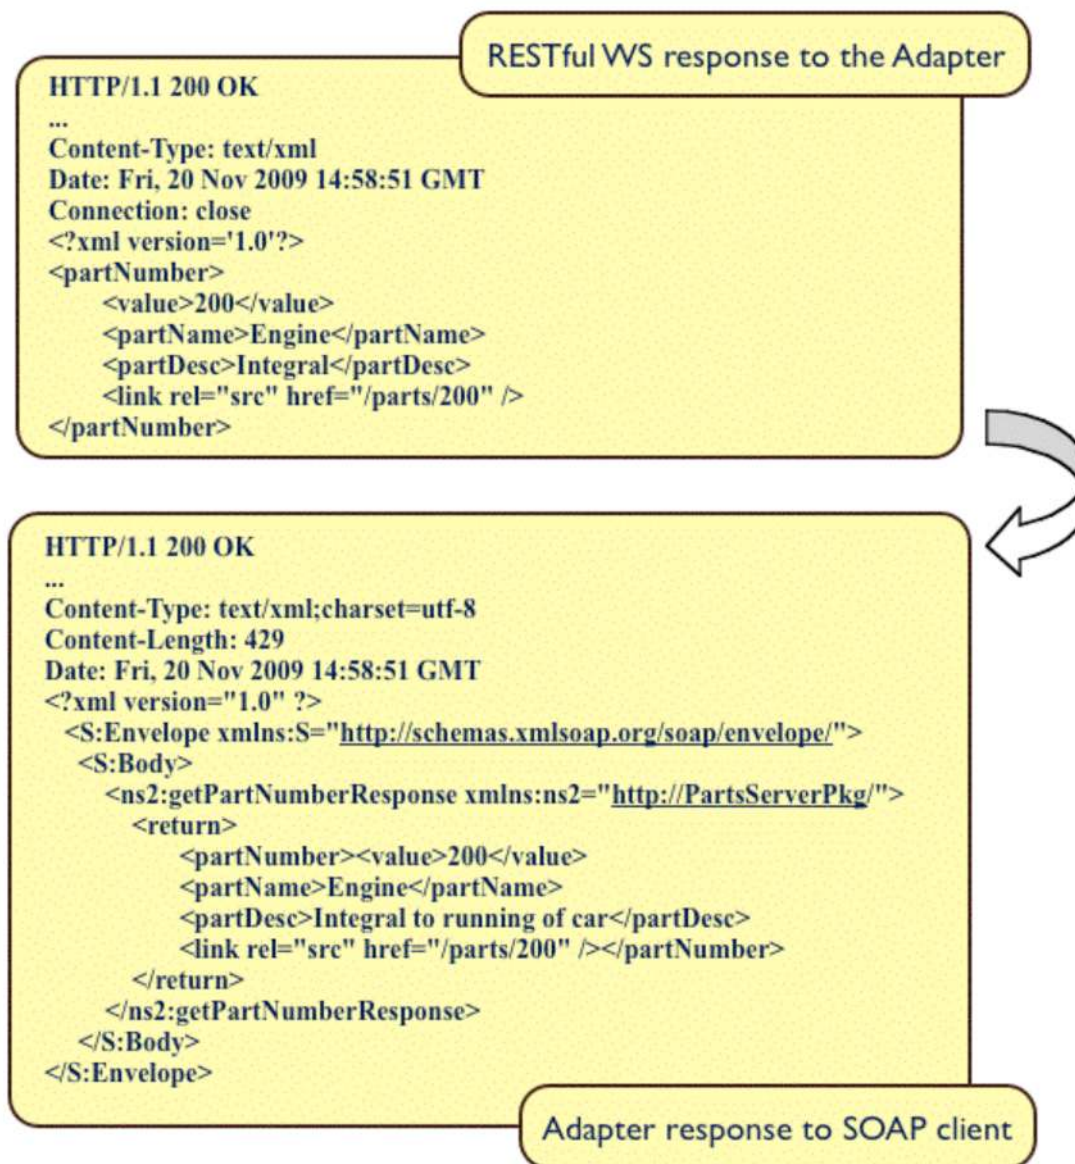 RESTful WS response to the Adapter
HTTP/1.1 200 OK
...
Content-Type: text/xml
Date: Fri, 20 Nov 2009 14:58:51 GMT
Connection: close
<?xml version='1.0'?>
<partNumber>
<value>200</value>
<partName>Engine</partName>
<partDesc>Integral</partDesc>
<link rel="src" href="/parts/200" />
</partNumber>
HTTP/1.1 200 OK
...
Content-Type: text/xml;charset=utf-8
Content-Length: 429
Date: Fri, 20 Nov 2009 14:58:51 GMT
<?xml version="1.0" ?>
<S:Envelope xmlns:S="http://schemas.xmlsoap.org/soap/envelope/">
<S:Body>
<ns2:getPartNumberResponse xmlns:ns2="http://PartsServerPkg/">
<return>
<partNumber><value>200</value>
<partName>Engine</partName>
<partDesc>Integral to running of car</partDesc>
<link rel="src" href="/parts/200" /></partNumber>
</return>
</ns2:getPartNumberResponse>
</S:Body>
</S:Envelope>
Adapter response to SOAP client